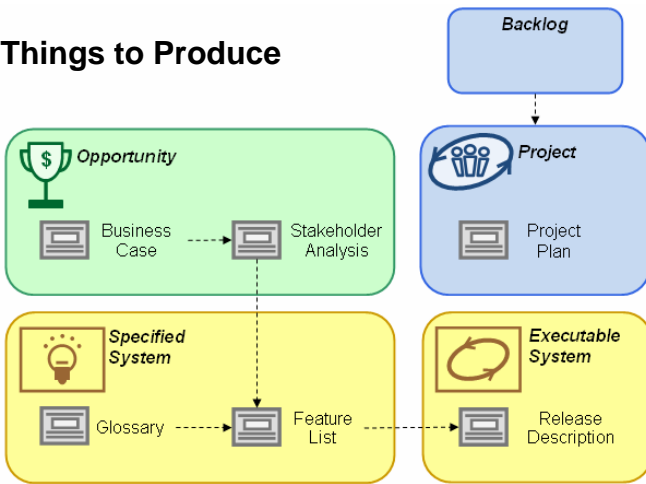 Things to Produce
Backlog
Opportunity
Business
Case
Stakeholder
Analysis
Project
Project
Plan
Specified
System
Glossary
Feature
List
Executable
System
Release
Description